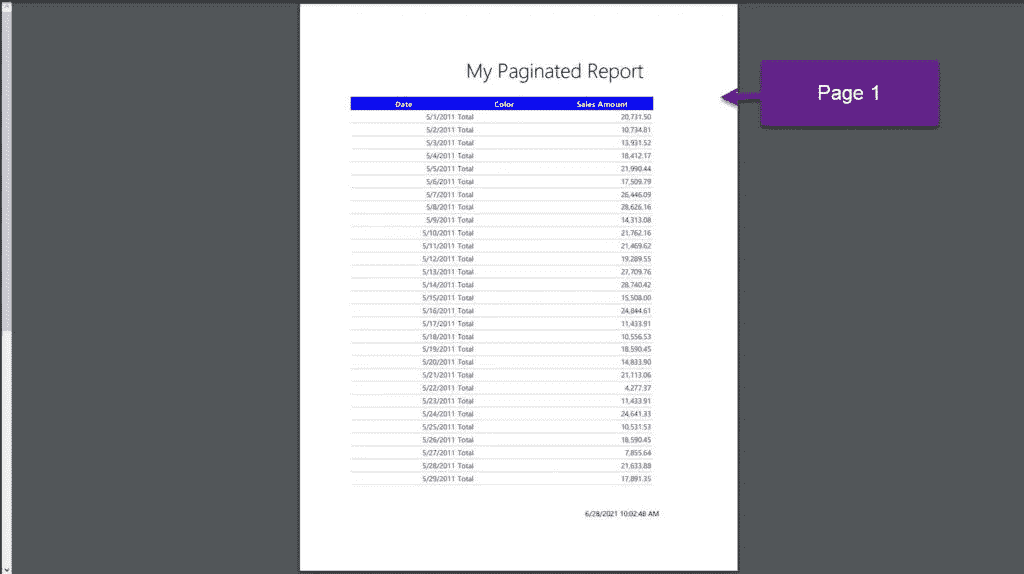 My Paginated Report
Page 1
Date Color Sales Amount
5/1/2011 Total 20,731.50
5/2/2011 Total 10,734.81
5/3/2011 Total 13,931.52
5/4/2011 Total 18,412.17
5/5/2011 Total 21,990.44
5/6/2011 Total 17,509.79
5/7/2011 Total 26,446.09
5/8/2011 Total 28,626.16
5/9/2011 Total 14,313.08
5/10/2011 Total 21,762.16
5/11/2011 Total 21,469.62
5/12/2011 Total 19,289.55
5/13/2011 Total 27,709.76
5/14/2011 Total 28,740.42
5/15/2011 Total 15,508.00
5/16/2011 Total 24,844.61
5/17/2011 Total 11,433.91
5/18/2011 Total 10,556.53
5/19/2011 Total 18,590.45
5/20/2011 Total 14,833.90
5/21/2011 Total 21,113.06
5/22/2011 Total 4,277.37
5/23/2011 Total 11,433.91
5/24/2011 Total 24,641.33
5/25/2011 Total 10,531.53
5/26/2011 Total 18,590.45
5/27/2011 Total 7,855.64
5/28/2011 Total 21,633.88
5/29/2011 Total 17,891.35
6/28/2021 10:02:48 AM